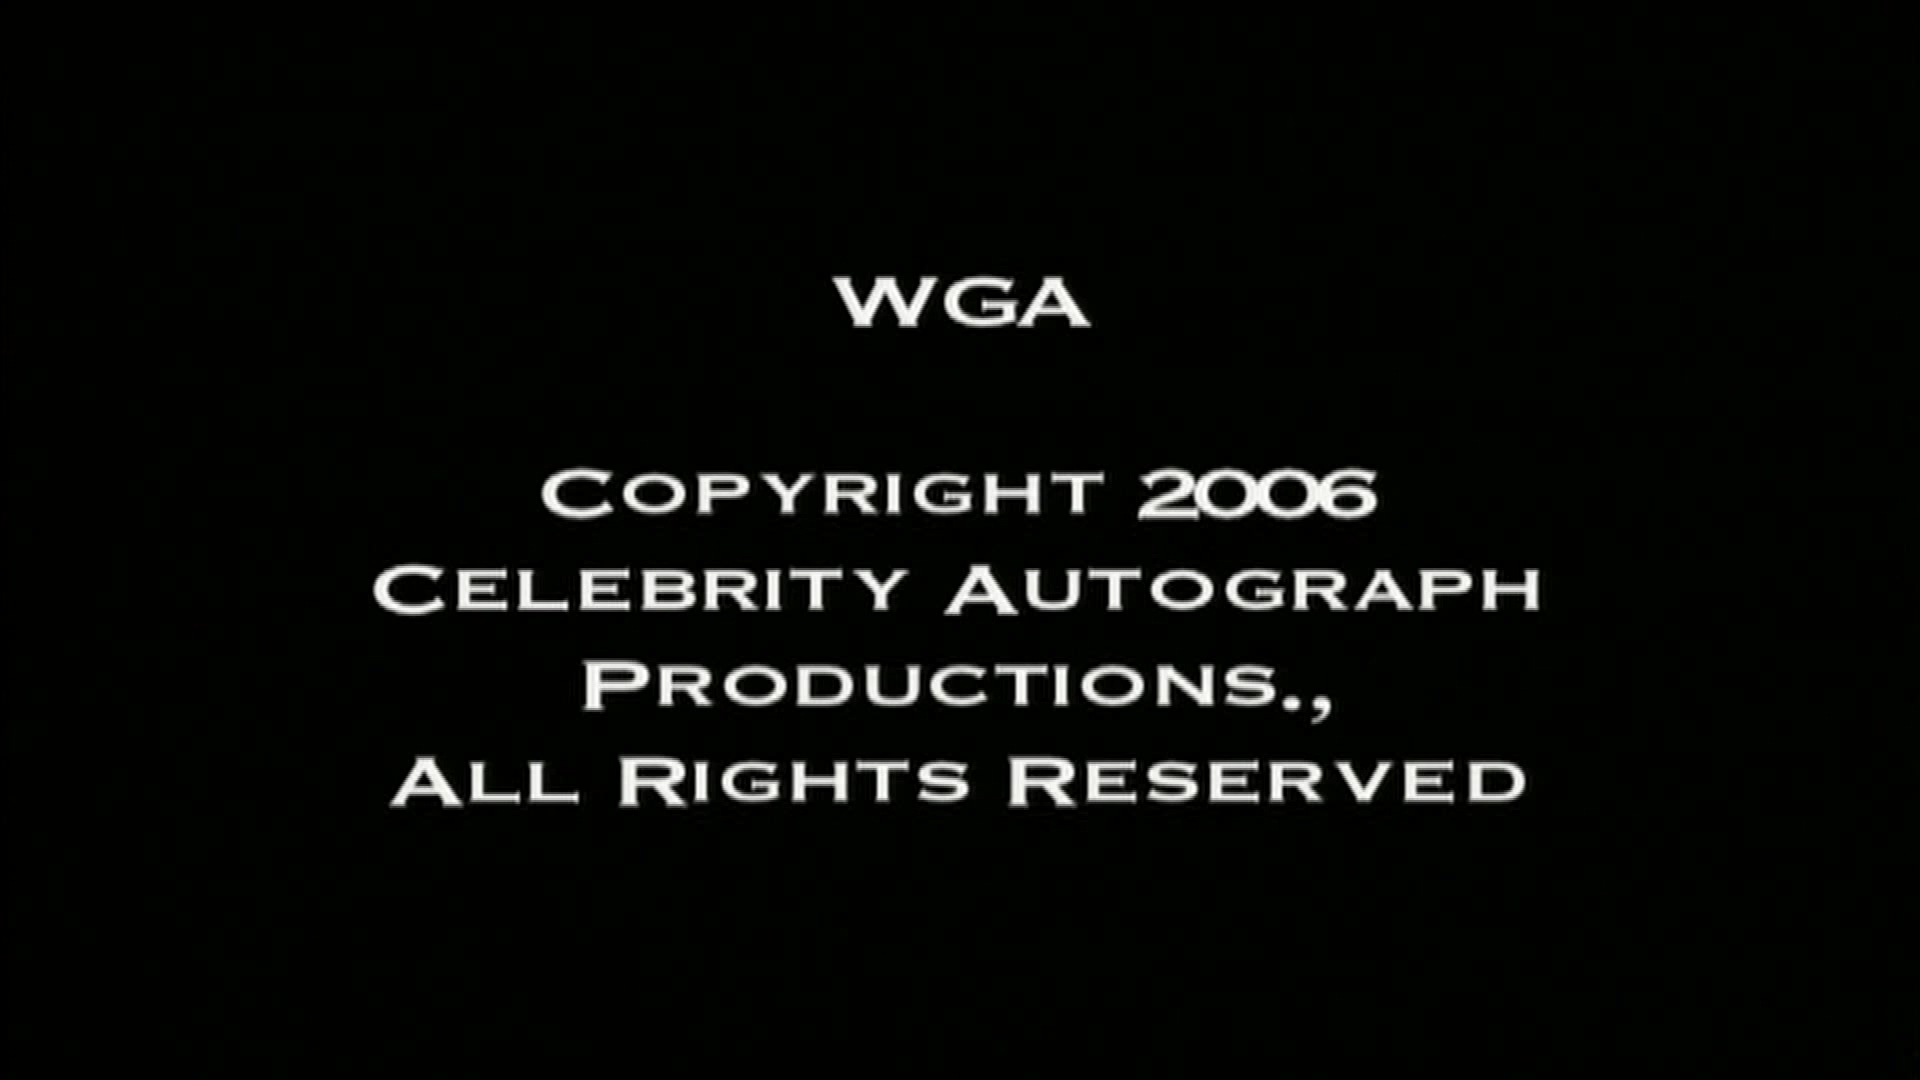 WGA
Copyright 2006
Celebrity Autograph
Productions.,
All Rights Reserved